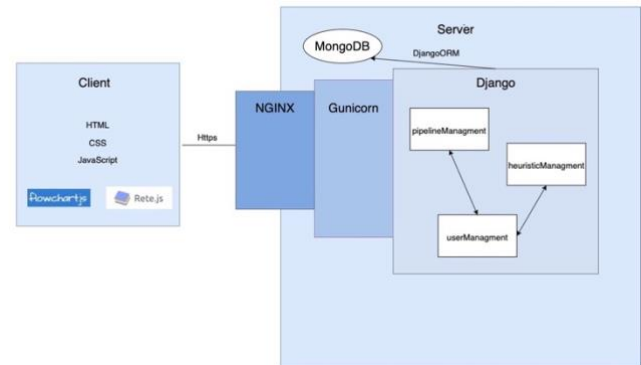 Server
MongoDB
DjangoORM
Client
HTML
CSS
JavaScript
flowchartjs
Rete.js
Https
NGINX
Gunicorn
Django
pipelineManagment
heuristicManagment
userManagment